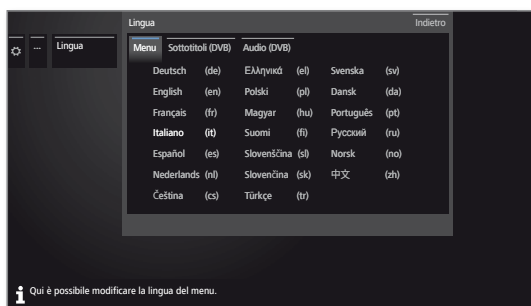 Lingua Indietro
... Lingua
Menu Sottotitoli (DVB) Audio (DVB)
Deutsch (de) Ελληνικά (el) Svenska (sv)
English (en) Polski (pl) Dansk (da)
Français (fr) Magyar (hu) Português (pt)
Italiano (it) Suomi (fi) Русский (ru)
Español (es) Slovenščina (sl) Norsk (no)
Nederlands (nl) Slovenčina (sk) 中文 (zh)
Čeština (cs) Türkçe (tr)
Qui è possibile modificare la lingua del menu.